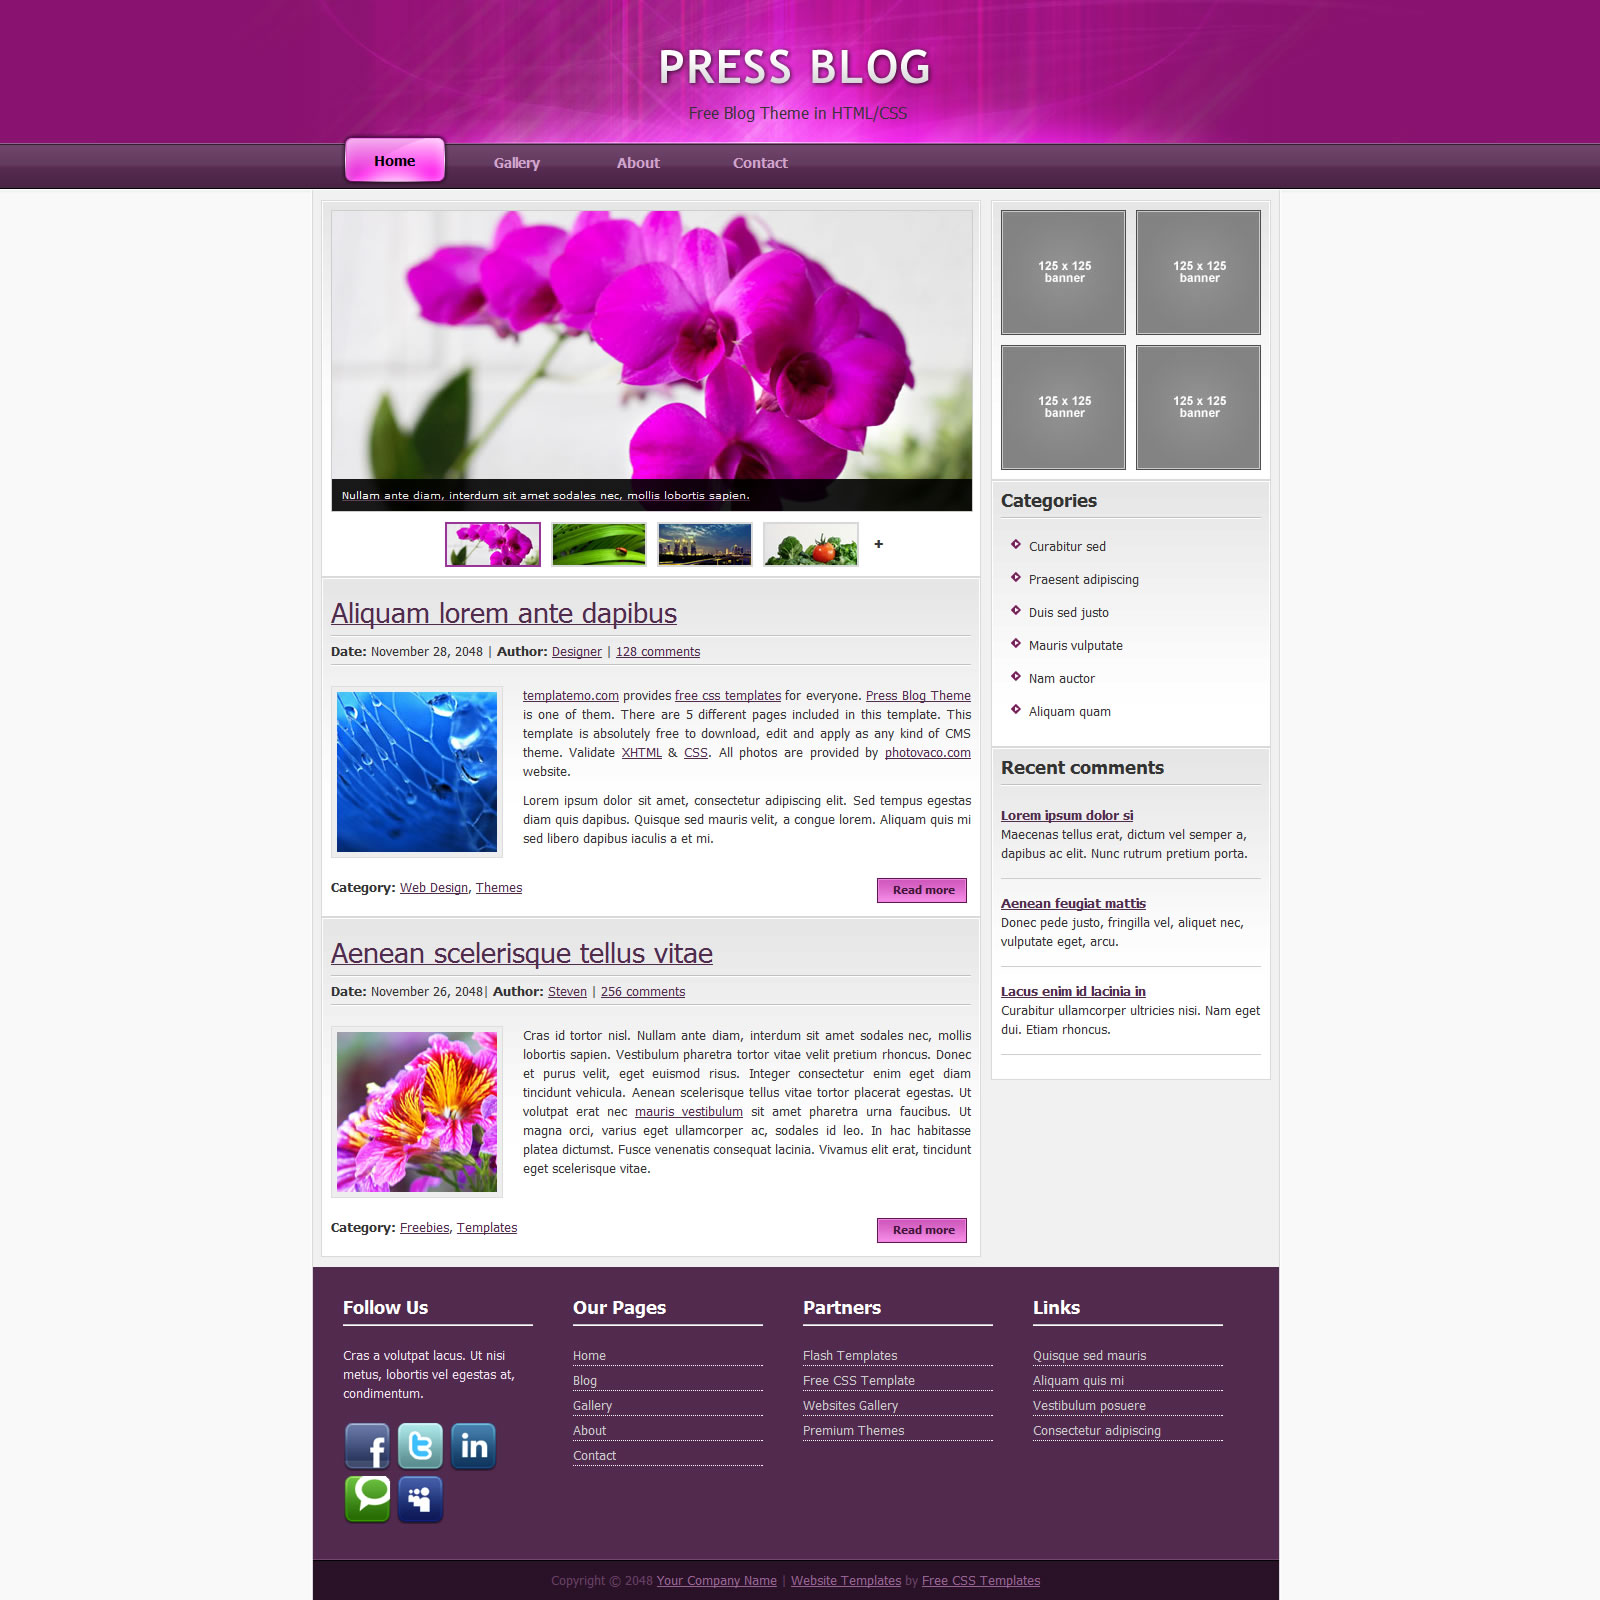 PRESS BLOG
Free Blog Theme in HTML/CSS
Home Gallery About Contact
Nullam ante diam, interdum sit amet sodales nec, mollis lobortis sapien.
+
Aliquam lorem ante dapibus
Date: November 28, 2048 | Author: Designer | 128 comments
templatemo.com provides free css templates for everyone. Press Blog Theme
is one of them. There are 5 different pages included in this template. This
template is absolutely free to download, edit and apply as any kind of CMS
theme. Validate XHTML & CSS. All photos are provided by photovaco.com
website.
Lorem ipsum dolor sit amet, consectetur adipiscing elit. Sed tempus egestas
diam quis dapibus. Quisque sed mauris velit, a congue lorem. Aliquam quis mi
sed libero dapibus iaculis a et mi.
Category: Web Design, Themes
Read more
Aenean scelerisque tellus vitae
Date: November 26, 2048| Author: Steven | 256 comments
Cras id tortor nisl. Nullam ante diam, interdum sit amet sodales nec, mollis
lobortis sapien. Vestibulum pharetra tortor vitae velit pretium rhoncus. Donec
et purus velit, eget euismod risus. Integer consectetur enim eget diam
tincidunt vehicula. Aenean scelerisque tellus vitae tortor placerat egestas. Ut
volutpat erat nec mauris vestibulum sit amet pharetra urna faucibus. Ut
magna orci, varius eget ullamcorper ac, sodales id leo. In hac habitasse
platea dictumst. Fusce venenatis consequat lacinia. Vivamus elit erat, tincidunt
eget scelerisque vitae.
Category: Freebies, Templates
Read more
125 x 125
banner
125 x 125
banner
125 x 125
banner
125 x 125
banner
Categories
Curabitur sed
Praesent adipiscing
Duis sed justo
Mauris vulputate
Nam auctor
Aliquam quam
Recent comments
Lorem ipsum dolor si
Maecenas tellus erat, dictum vel semper a,
dapibus ac elit. Nunc rutrum pretium porta.
Aenean feugiat mattis
Donec pede justo, fringilla vel, aliquet nec,
vulputate eget, arcu.
Lacus enim id lacinia in
Curabitur ullamcorper ultricies nisi. Nam eget
dui. Etiam rhoncus.
Follow Us
Cras a volutpat lacus. Ut nisi
metus, lobortis vel egestas at,
condimentum.
f t in
Our Pages
Home
Blog
Gallery
About
Contact
Partners
Flash Templates
Free CSS Template
Websites Gallery
Premium Themes
Links
Quisque sed mauris
Aliquam quis mi
Vestibulum posuere
Consectetur adipiscing
Copyright © 2048 Your Company Name | Website Templates by Free CSS Templates